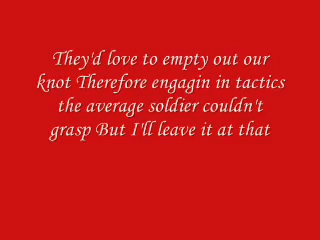 They'd love to empty out our
knot Therefore engagin in tactics
the average soldier couldn't
grasp But I'll leave it at that